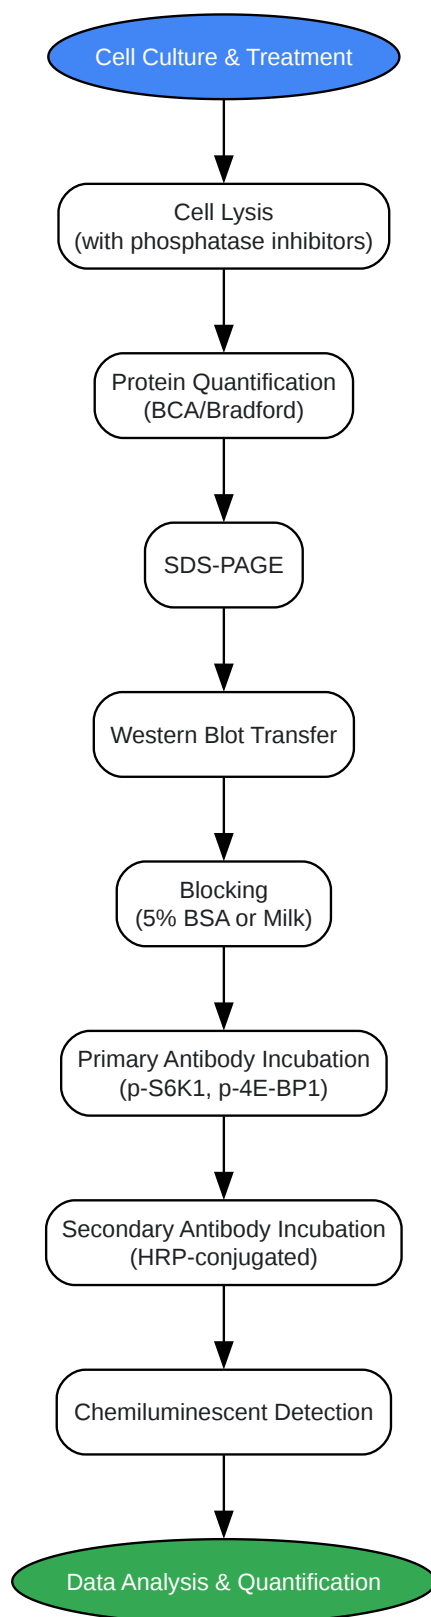 Cell Culture & Treatment
Cell Lysis
(with phosphatase inhibitors)
Protein Quantification
(BCA/Bradford)
SDS-PAGE
Western Blot Transfer
Blocking
(5% BSA or Milk)
Primary Antibody Incubation
(p-S6K1, p-4E-BP1)
Secondary Antibody Incubation
(HRP-conjugated)
Chemiluminescent Detection
Data Analysis & Quantification